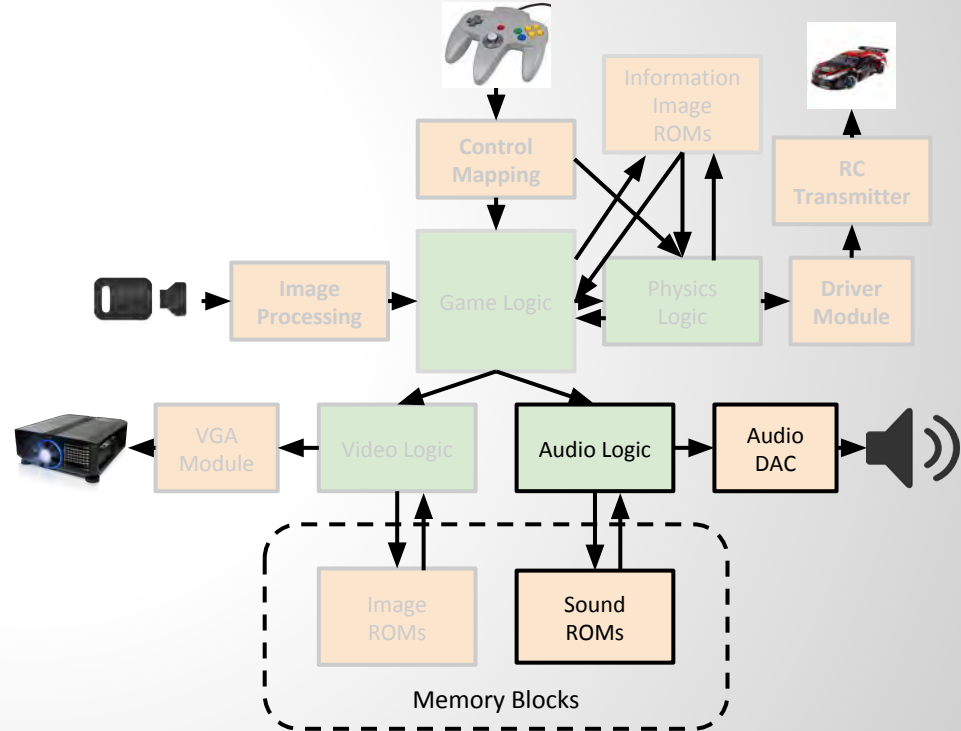 Information
Image
ROMs
Control
Mapping
RC
Transmitter
Image
Processing
Game Logic
Physics
Logic
Driver
Module
VGA
Module
Video Logic
Audio Logic
Audio
DAC
Image
ROMs
Sound
ROMs
Memory Blocks